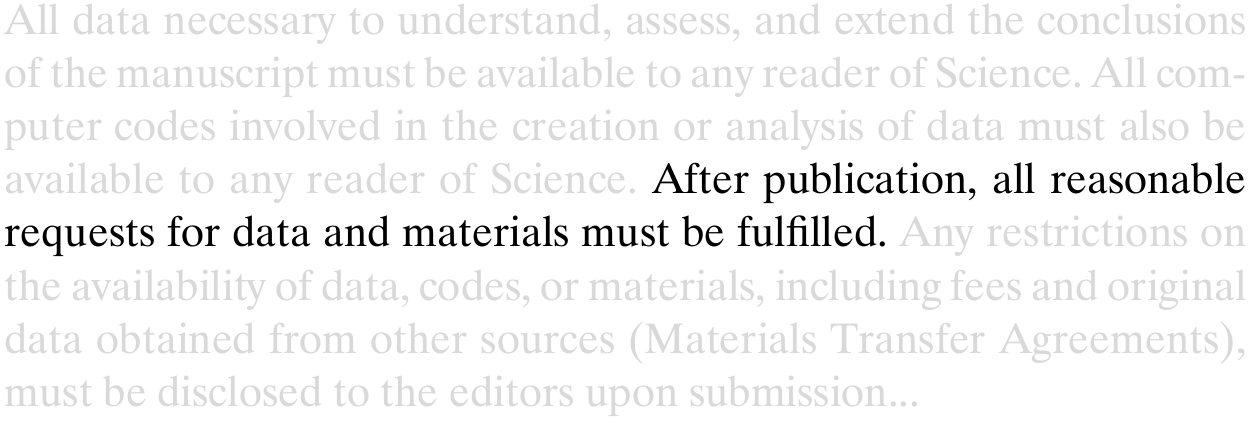 All data necessary to understand, assess, and extend the conclusions
of the manuscript must be available to any reader of Science. All com-
puter codes involved in the creation or analysis of data must also be
available to any reader of Science. After publication, all reasonable
requests for data and materials must be fulfilled. Any restrictions on
the availability of data, codes, or materials, including fees and original
data obtained from other sources (Materials Transfer Agreements),
must be disclosed to the editors upon submission...